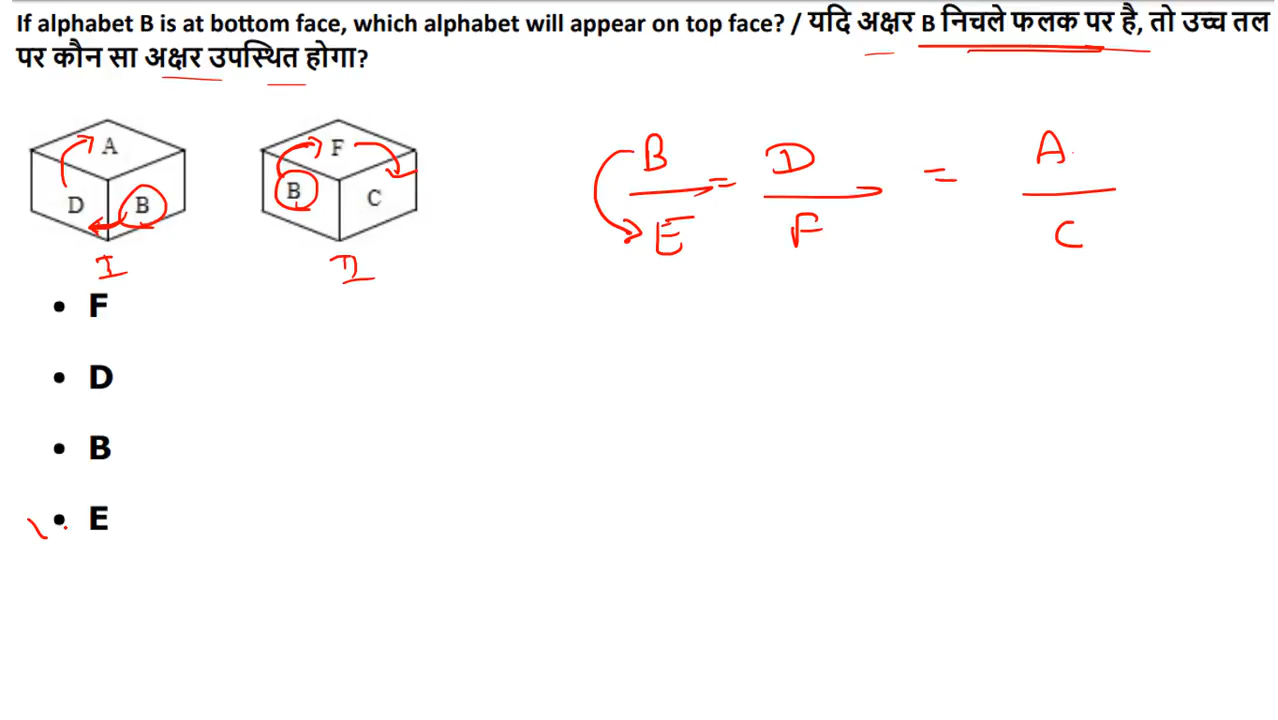 If alphabet B is at bottom face, which alphabet will appear on top face? / यदि अक्षर B निचले फलक पर है, तो उच्च तल
पर कौन सा अक्षर उपस्थित होगा?
A
D B
I
F
B C
II
B = D = A
E F C
• F
• D
• B
• E